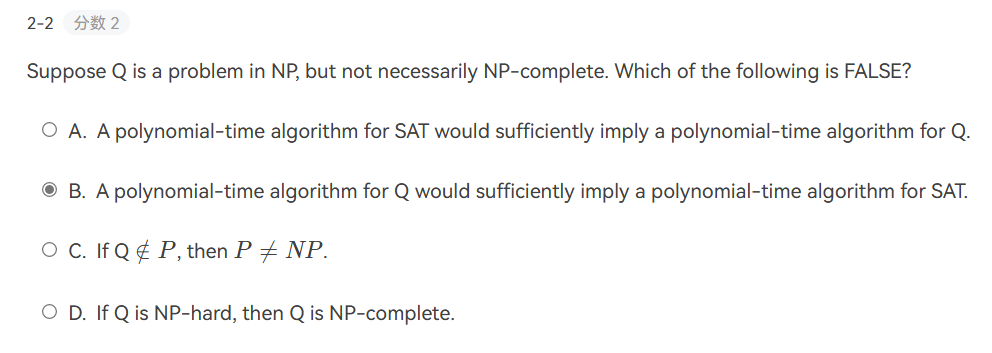 2-2 分数 2
Suppose Q is a problem in NP, but not necessarily NP-complete. Which of the following is FALSE?
A. A polynomial-time algorithm for SAT would sufficiently imply a polynomial-time algorithm for Q.
B. A polynomial-time algorithm for Q would sufficiently imply a polynomial-time algorithm for SAT.
C. If Q ∉ P, then P ≠ NP.
D. If Q is NP-hard, then Q is NP-complete.